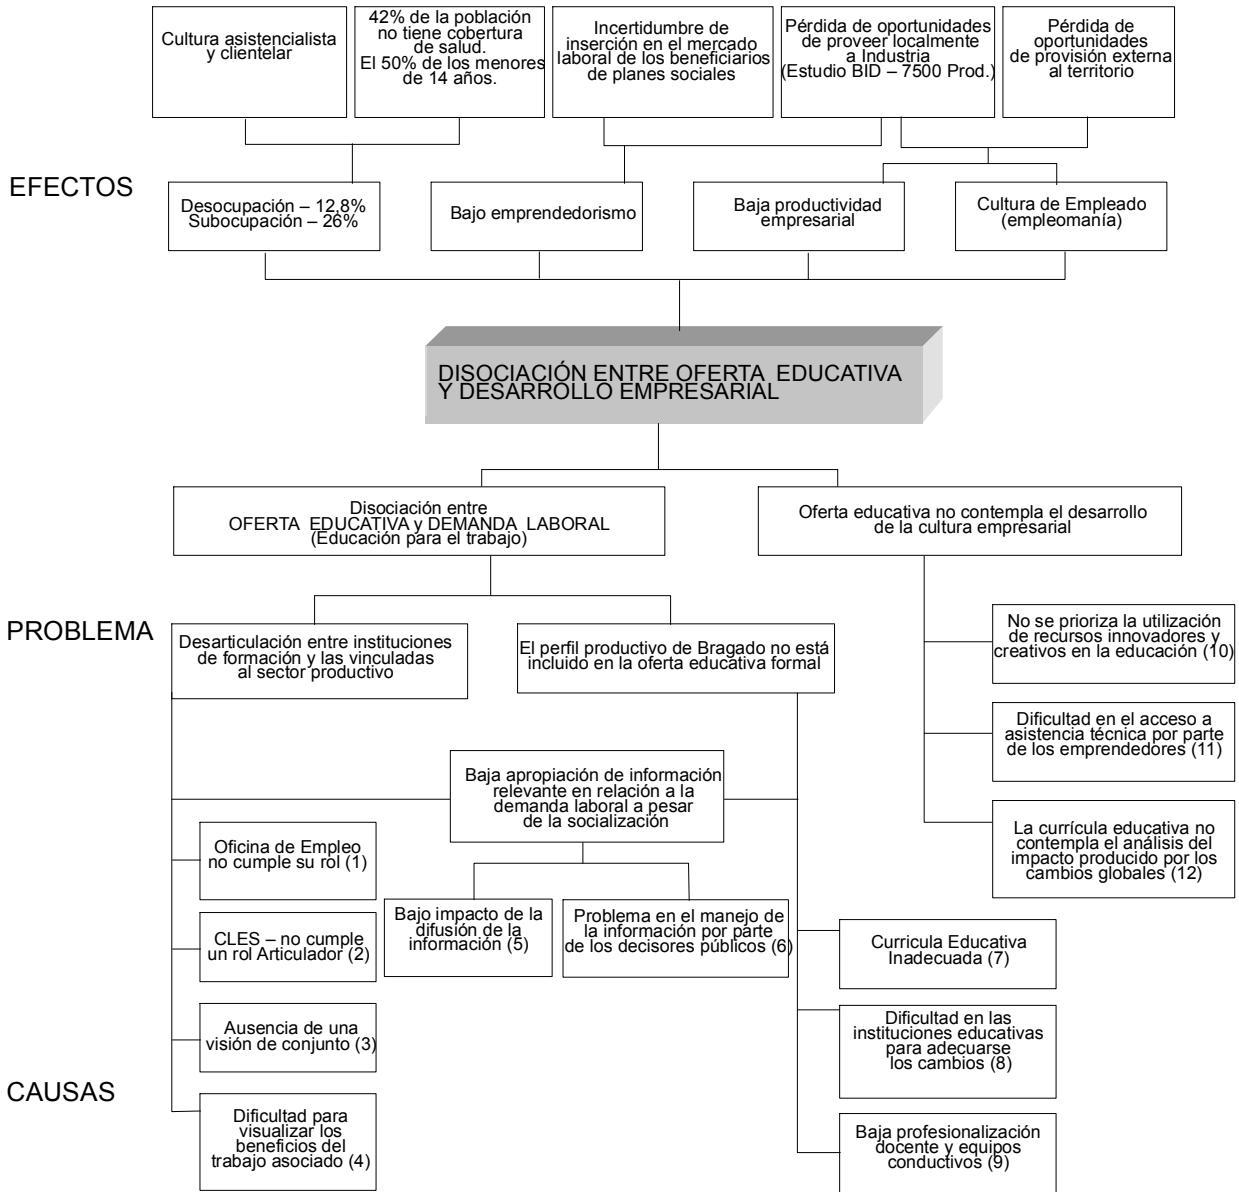 Cultura asistencialista
y clientelar
42% de la población
no tiene cobertura
de salud.
El 50% de los menores
de 14 años.
Incertidumbre de
inserción en el mercado
laboral de los beneficiarios
de planes sociales
Pérdida de oportunidades
de proveer localmente
a Industria
(Estudio BID – 7500 Prod.)
Pérdida de
oportunidades
de provisión externa
al territorio
EFECTOS
Desocupación – 12,8%
Subocupación – 26%
Bajo emprendedorismo
Baja productividad
empresarial
Cultura de Empleado
(empleomanía)
DISOCIACIÓN ENTRE OFERTA EDUCATIVA
Y DESARROLLO EMPRESARIAL
Disociación entre
OFERTA EDUCATIVA y DEMANDA LABORAL
(Educación para el trabajo)
Oferta educativa no contempla el desarrollo
de la cultura empresarial
PROBLEMA
Desarticulación entre instituciones
de formación y las vinculadas
al sector productivo
El perfil productivo de Bragado no está
incluido en la oferta educativa formal
No se prioriza la utilización
de recursos innovadores y
creativos en la educación (10)
Dificultad en el acceso a
asistencia técnica por parte
de los emprendedores (11)
Baja apropiación de información
relevante en relación a la
demanda laboral a pesar
de la socialización
La currícula educativa no
contempla el análisis del
impacto producido por los
cambios globales (12)
Oficina de Empleo
no cumple su rol (1)
CLES – no cumple
un rol Articulador (2)
Bajo impacto de la
difusión de la
información (5)
Problema en el manejo de
la información por parte
de los decisores públicos (6)
Curricula Educativa
Inadecuada (7)
Ausencia de una
visión de conjunto (3)
Dificultad en las
instituciones educativas
para adecuarse
los cambios (8)
CAUSAS
Dificultad para
visualizar los
beneficios del
trabajo asociado (4)
Baja profesionalización
docente y equipos
conductivos (9)